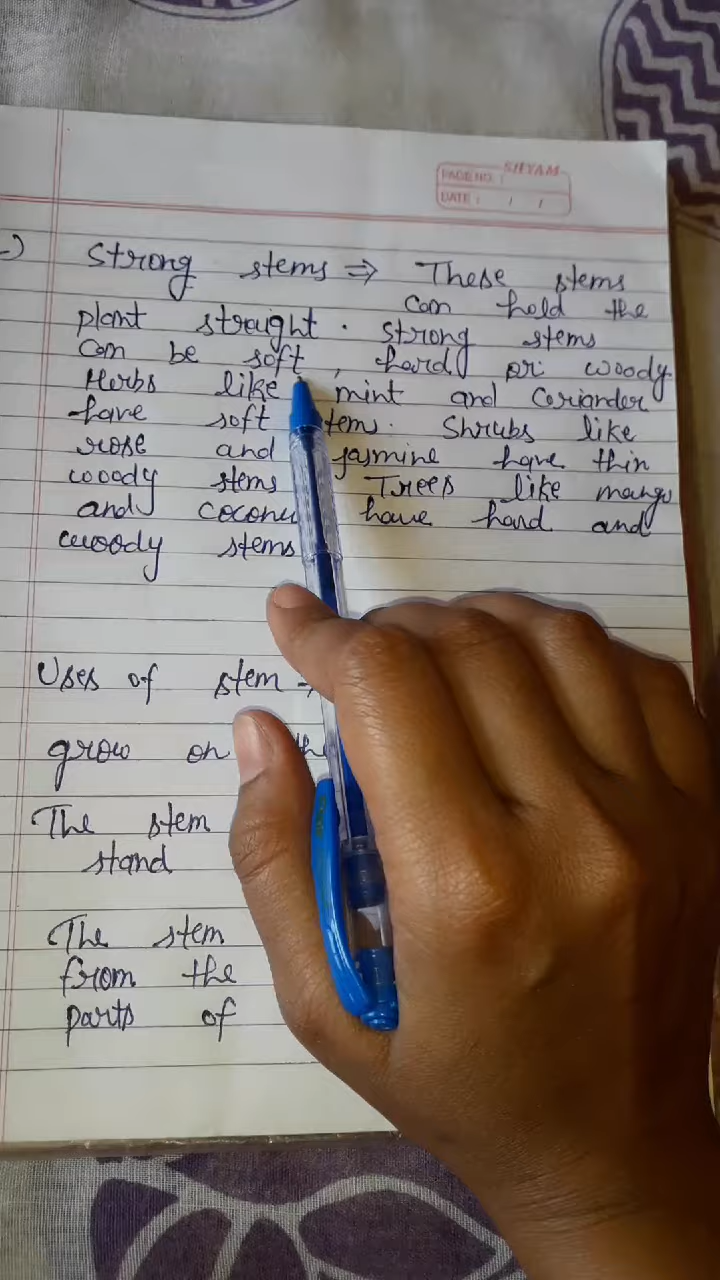 SHYAM
PAGE NO. :
DATE : / /
Strong stems ⇒ These stems
can hold the
plant straight. Strong stems
can be soft, hard or woody
Herbs like mint and Coriander
have soft stems. Shrubs like
rose and jasmine have thin
woody stems Trees like mango
and coconu have hard and
woody stems
Uses of stem →
grow on the
The stem
stand
The stem
from the
parts of